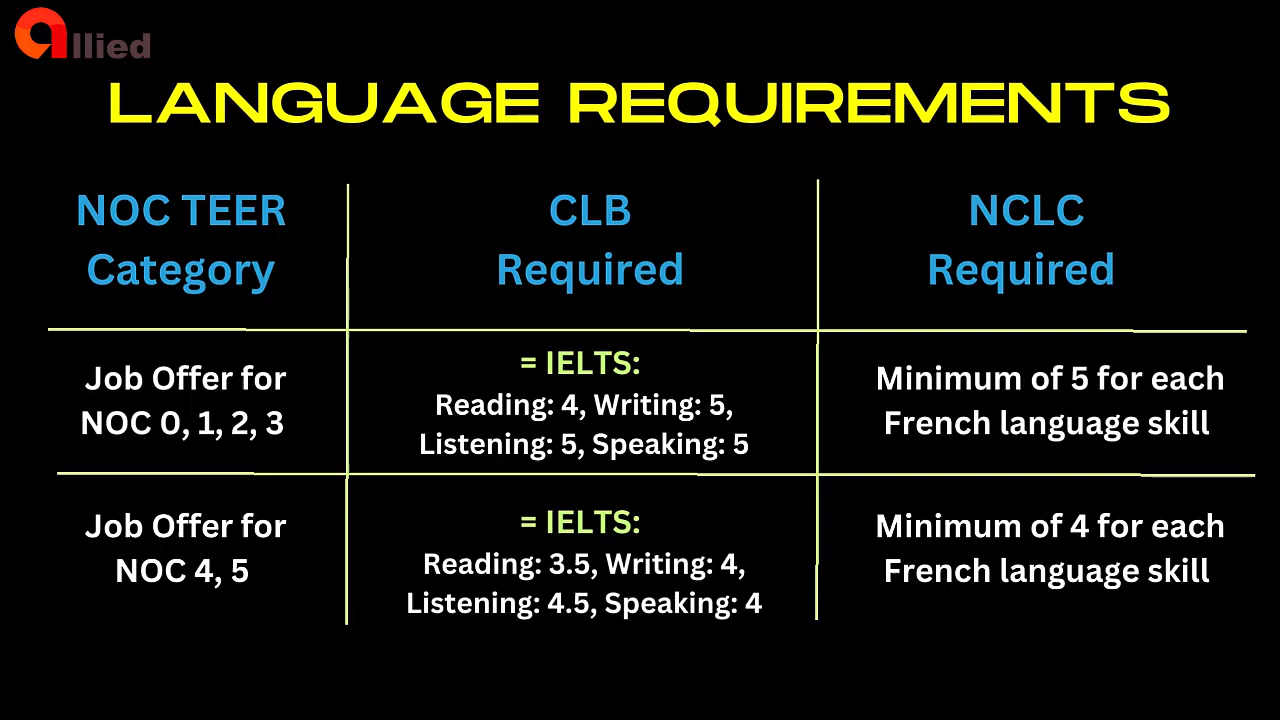 allied
LANGUAGE REQUIREMENTS
NOC TEER
Category
CLB
Required
NCLC
Required
Job Offer for
NOC 0, 1, 2, 3
= IELTS:
Reading: 4, Writing: 5,
Listening: 5, Speaking: 5
Minimum of 5 for each
French language skill
Job Offer for
NOC 4, 5
= IELTS:
Reading: 3.5, Writing: 4,
Listening: 4.5, Speaking: 4
Minimum of 4 for each
French language skill